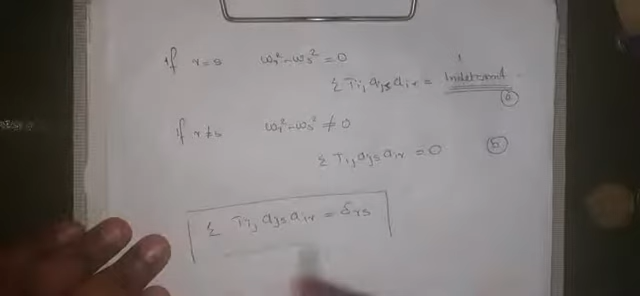 if r=s ωr²-ωs²=0
Σ Tij ajs air = Indetermit
(a)
if r≠s ωr²-ωs² ≠ 0
Σ Tij ajs air = 0 (b)
Σ Tij ajs air = δrs